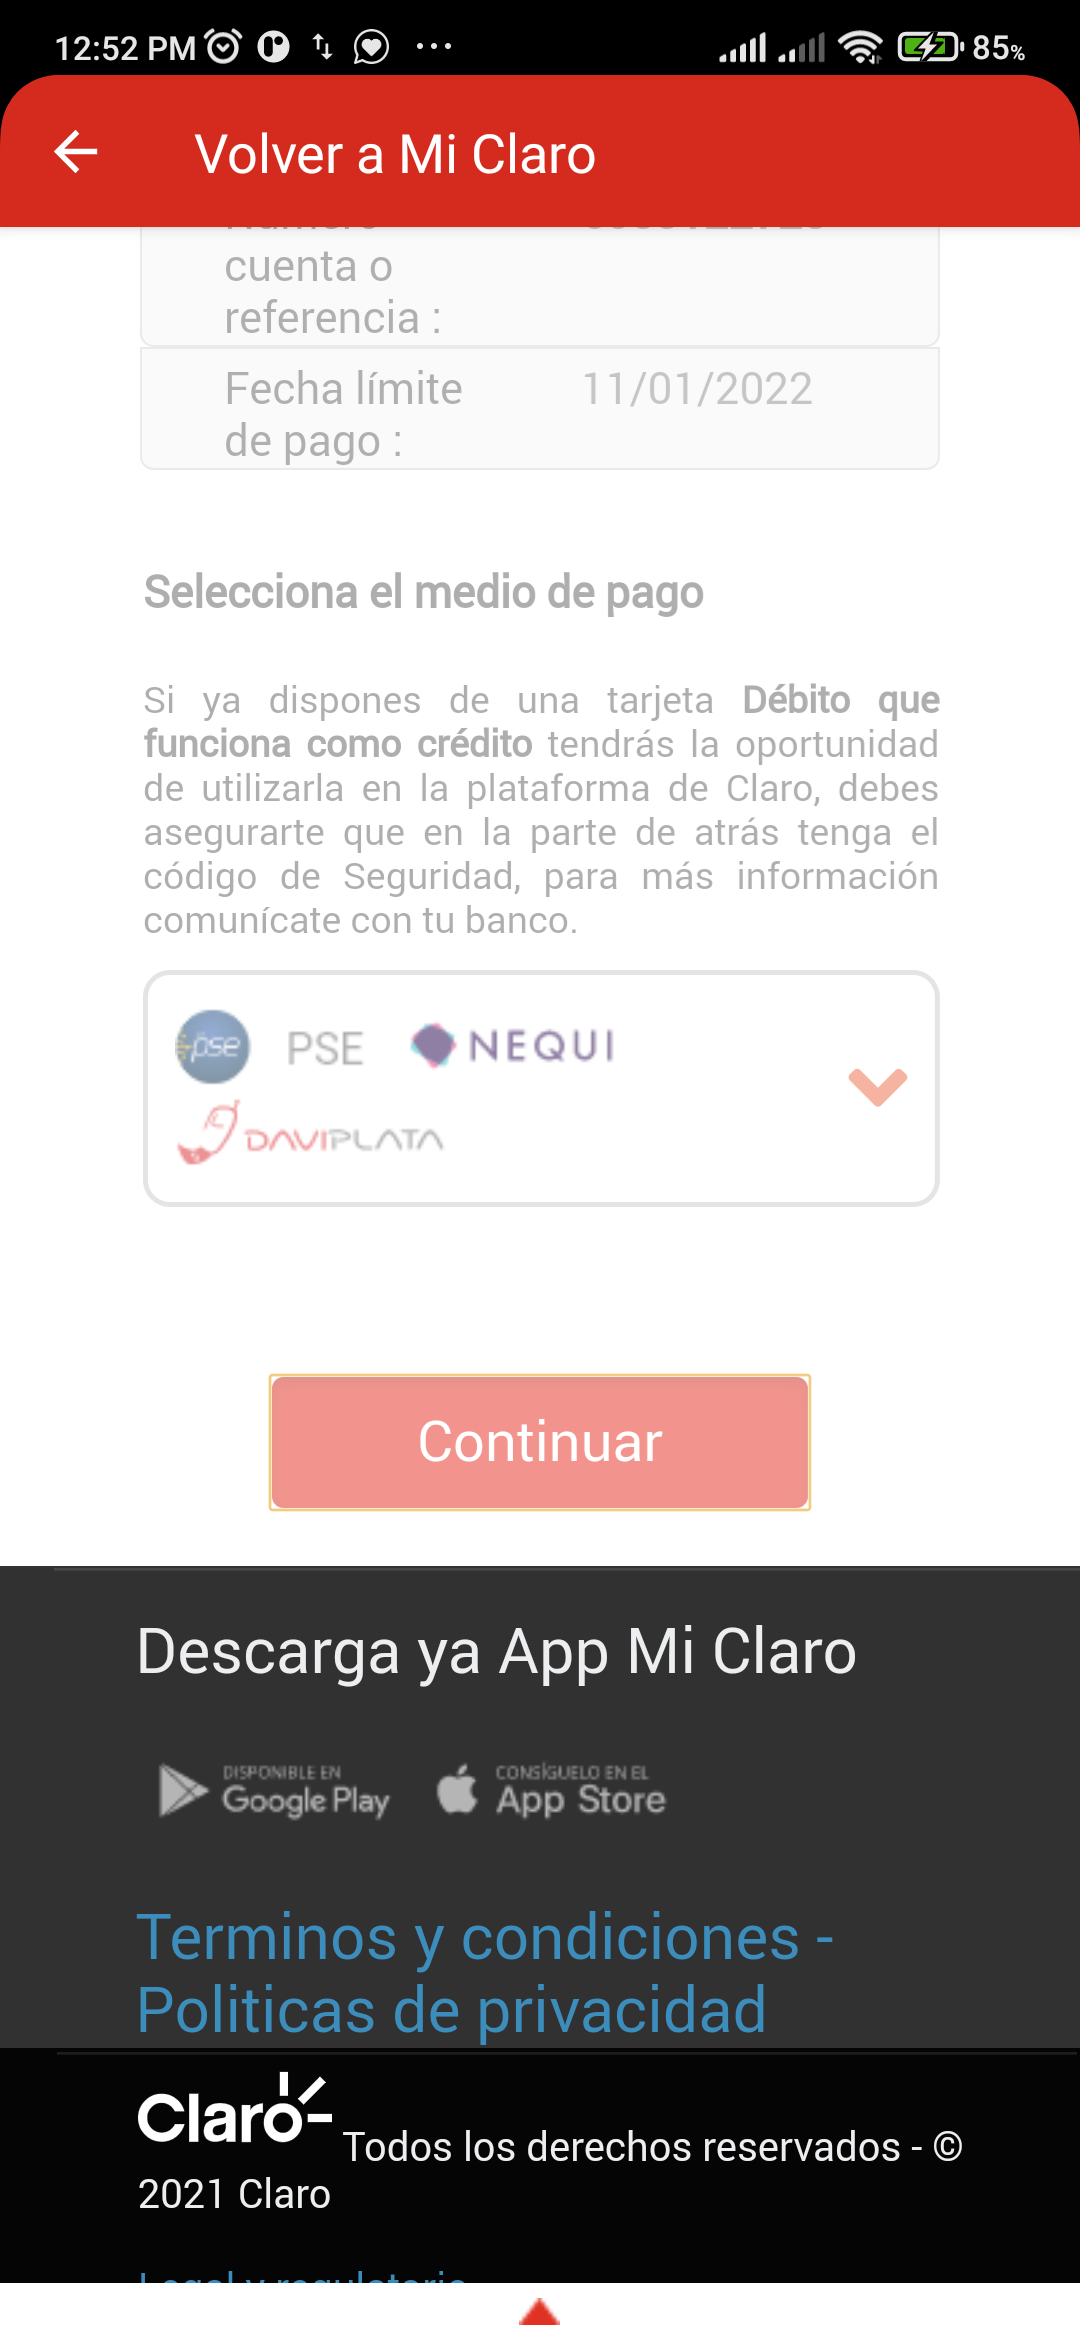 12:52 PM
85%
Volver a Mi Claro
cuenta o
referencia :
Fecha límite 11/01/2022
de pago :
Selecciona el medio de pago
Si ya dispones de una tarjeta Débito que
funciona como crédito tendrás la oportunidad
de utilizarla en la plataforma de Claro, debes
asegurarte que en la parte de atrás tenga el
código de Seguridad, para más información
comunícate con tu banco.
pse PSE NEQUI
DAVIPLATA
Continuar
Descarga ya App Mi Claro
DISPONIBLE EN
Google Play
CONSÍGUELO EN EL
App Store
Terminos y condiciones -
Politicas de privacidad
Claro Todos los derechos reservados - ©
2021 Claro